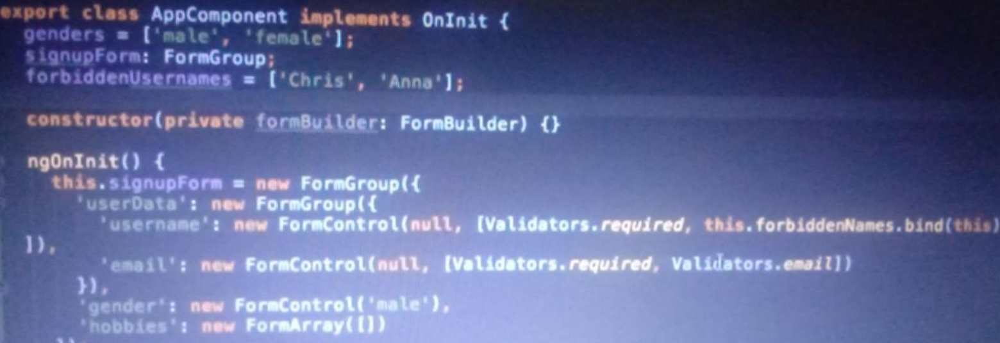 export class AppComponent implements OnInit {
genders = ['male', 'female'];
signupForm: FormGroup;
forbiddenUsernames = ['Chris', 'Anna'];
constructor(private formBuilder: FormBuilder) {}
ngOnInit() {
this.signupForm = new FormGroup({
'userData': new FormGroup({
'username': new FormControl(null, [Validators.required, this.forbiddenNames.bind(this)
]),
'email': new FormControl(null, [Validators.required, Validators.email])
}),
'gender': new FormControl('male'),
'hobbies': new FormArray([])